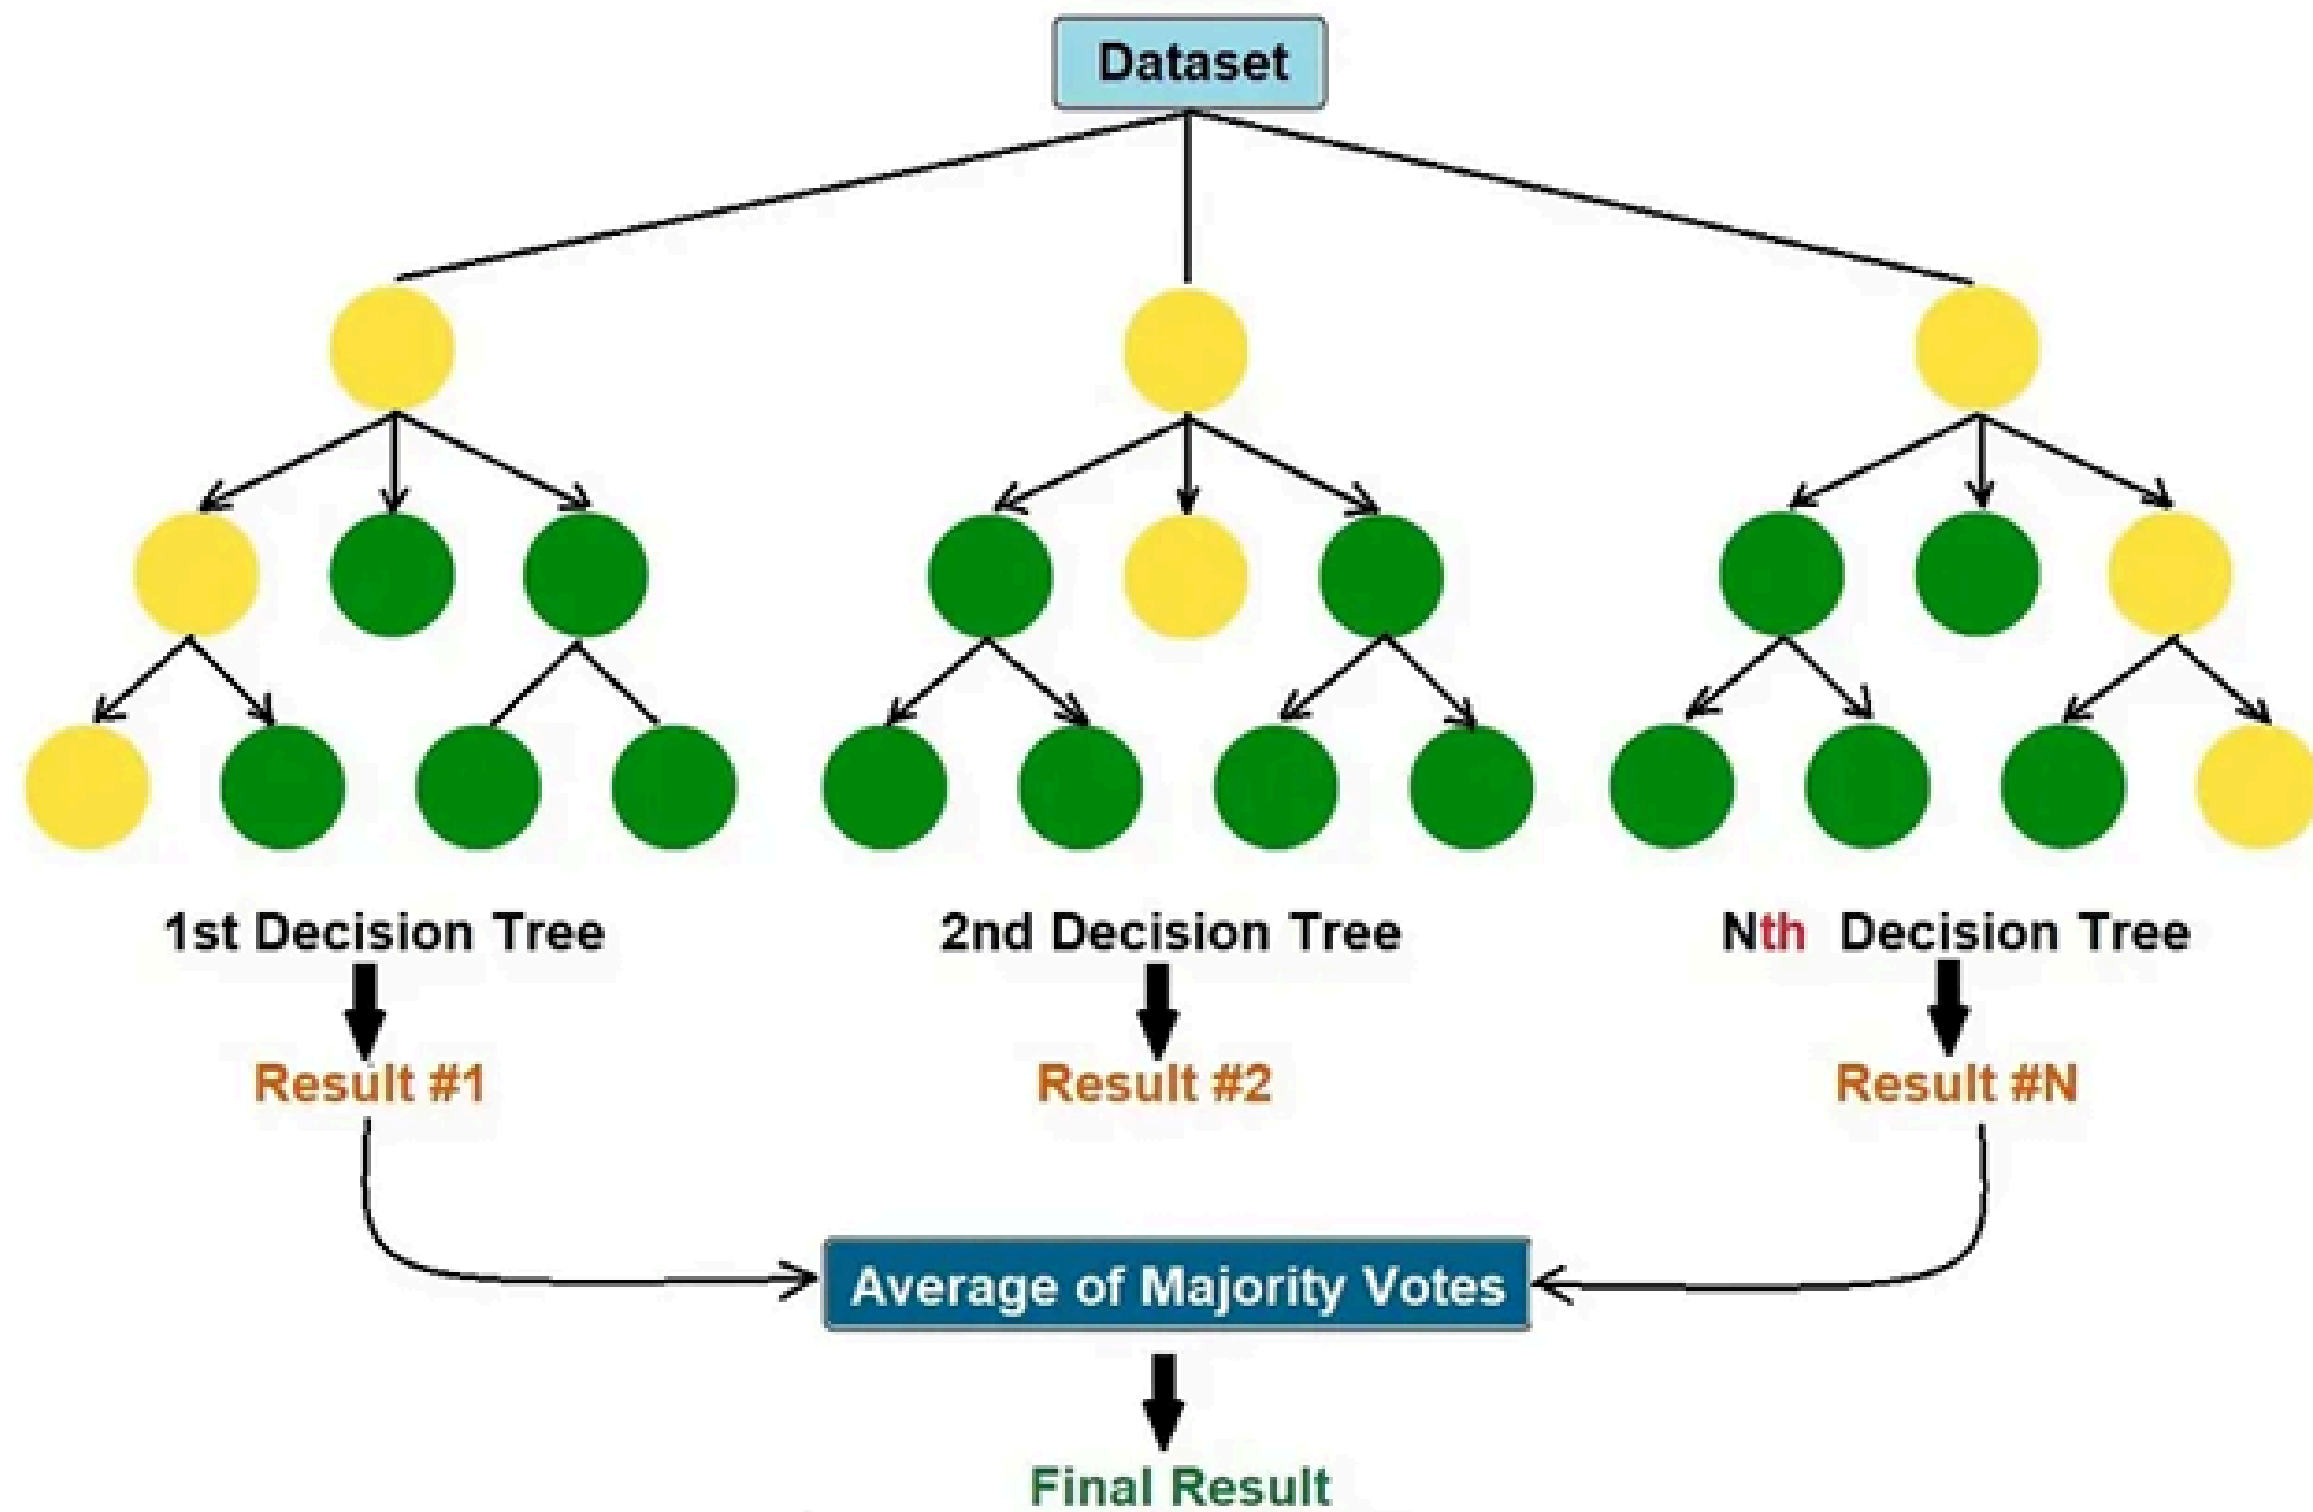 Dataset
1st Decision Tree
2nd Decision Tree
Nth Decision Tree
Result #1
Result #2
Result #N
Average of Majority Votes
Final Result